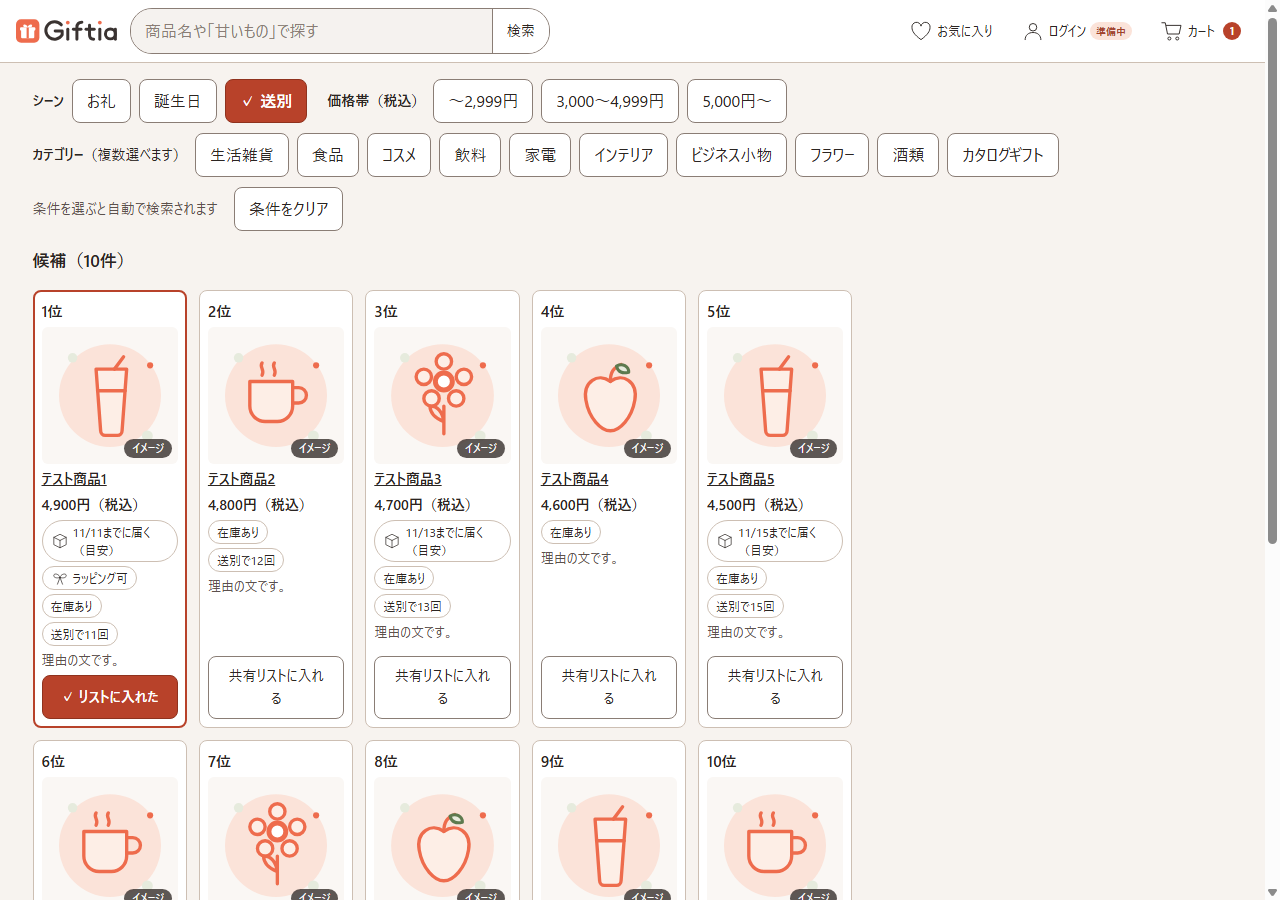 Giftia
商品名や「甘いもの」で探す
検索
お気に入り
ログイン 準備中
カート 1
シーン お礼 誕生日 ✓ 送別 価格帯（税込） ～2,999円 3,000～4,999円 5,000円～
カテゴリー（複数選べます） 生活雑貨 食品 コスメ 飲料 家電 インテリア ビジネス小物 フラワー 酒類 カタログギフト
条件を選ぶと自動で検索されます 条件をクリア
候補（10件）
1位
イメージ
テスト商品1
4,900円（税込）
11/11までに届く
（目安）
ラッピング可
在庫あり
送別で11回
理由の文です。
✓ リストに入れた
2位
イメージ
テスト商品2
4,800円（税込）
在庫あり
送別で12回
理由の文です。
共有リストに入れ
る
3位
イメージ
テスト商品3
4,700円（税込）
11/13までに届く
（目安）
在庫あり
送別で13回
理由の文です。
共有リストに入れ
る
4位
イメージ
テスト商品4
4,600円（税込）
在庫あり
理由の文です。
共有リストに入れ
る
5位
イメージ
テスト商品5
4,500円（税込）
11/15までに届く
（目安）
在庫あり
送別で15回
理由の文です。
共有リストに入れ
る
6位
イメージ
7位
イメージ
8位
イメージ
9位
イメージ
10位
イメージ